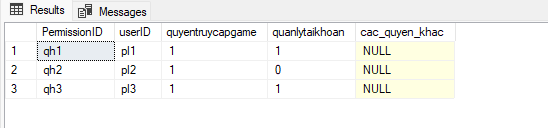 Results Messages
PermissionID userID quyentruycapgame quanlytaikhoan cac_quyen_khac
1 qh1 pl1 1 1 NULL
2 qh2 pl2 1 0 NULL
3 qh3 pl3 1 1 NULL